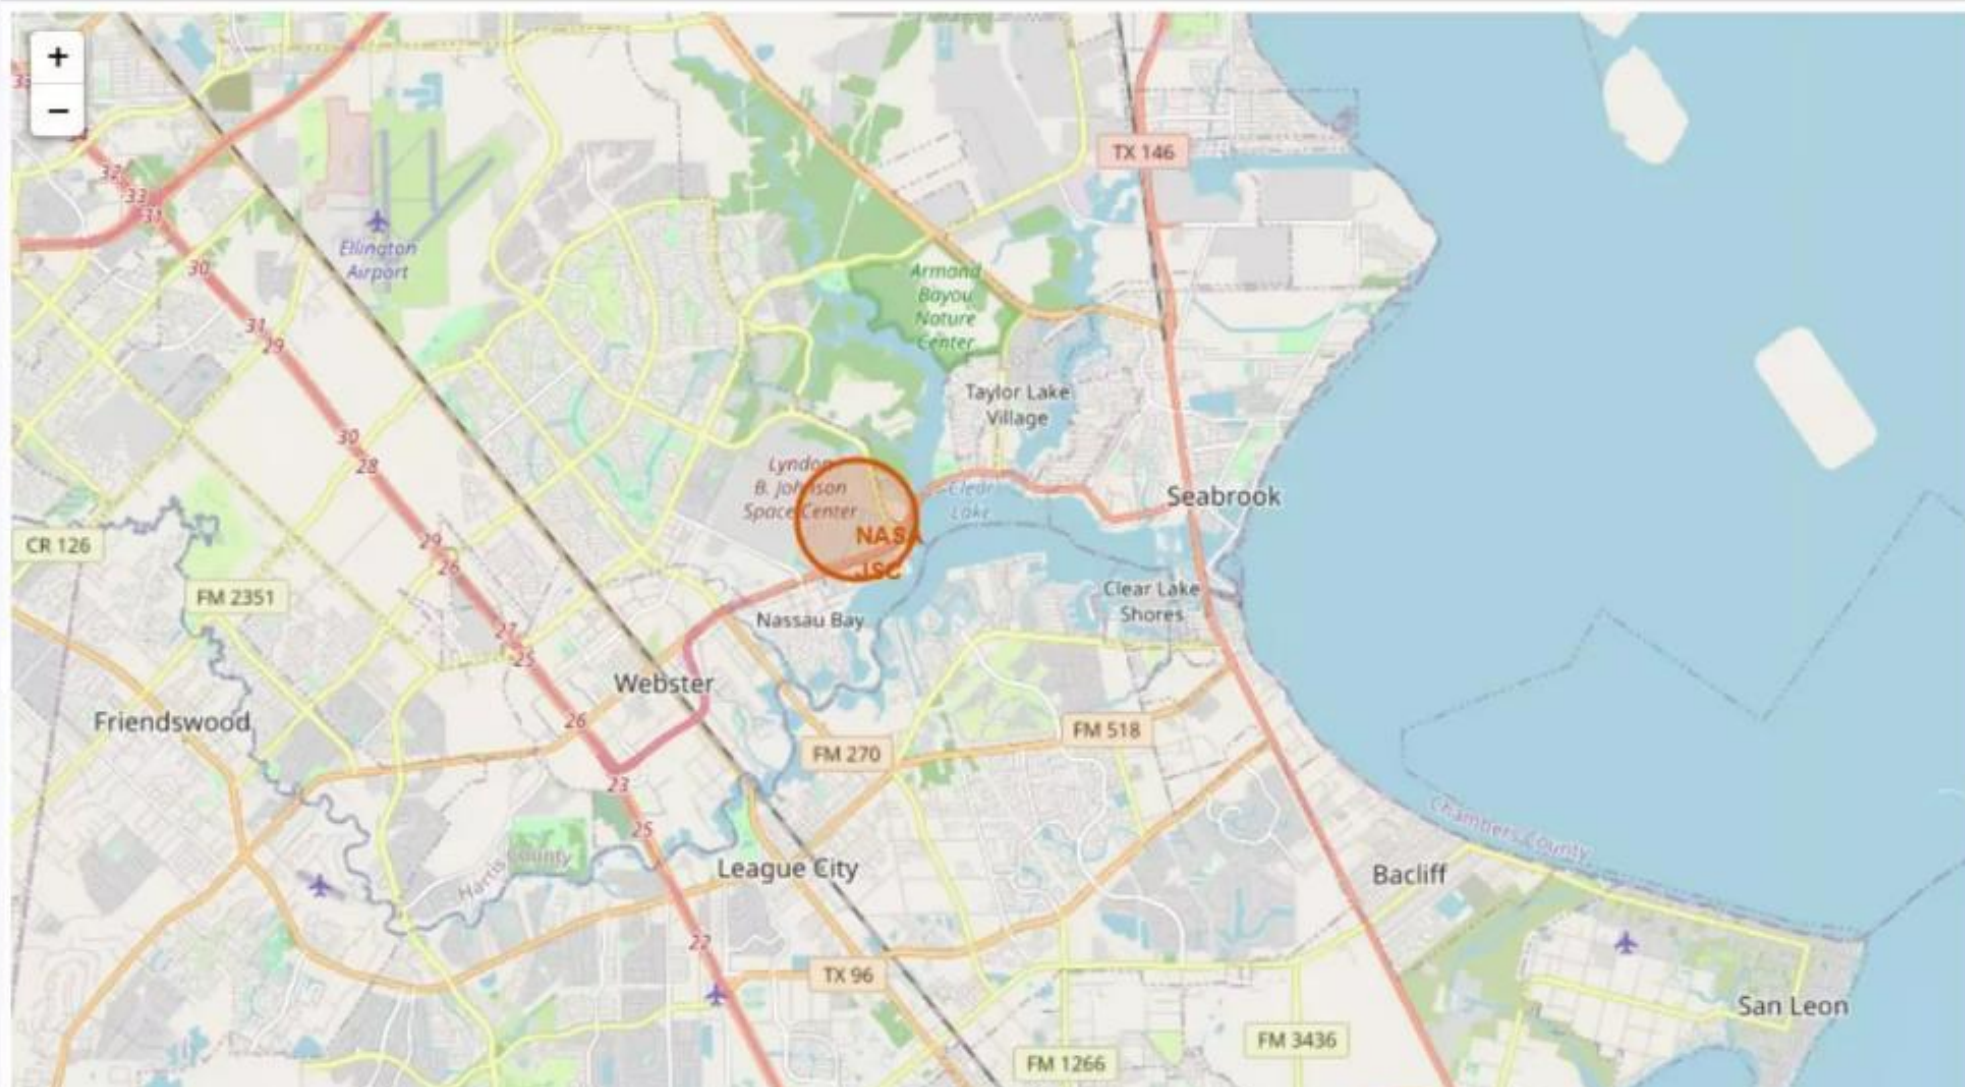 +
−
TX 146
32
33
31
30
Ellington
Airport
31
29
Armand
Bayou
Nature
Center
Taylor Lake
Village
30
28
Lyndon
B. Johnson
Space Center
Clear
Lake
Seabrook
NASA
JSC
CR 126
29
26
FM 2351
Clear Lake
Shores
Nassau Bay
27
25
Webster
Friendswood
26
FM 518
FM 270
23
25
Chambers County
Harris County
League City
Bacliff
22
TX 96
San Leon
FM 3436
FM 1266